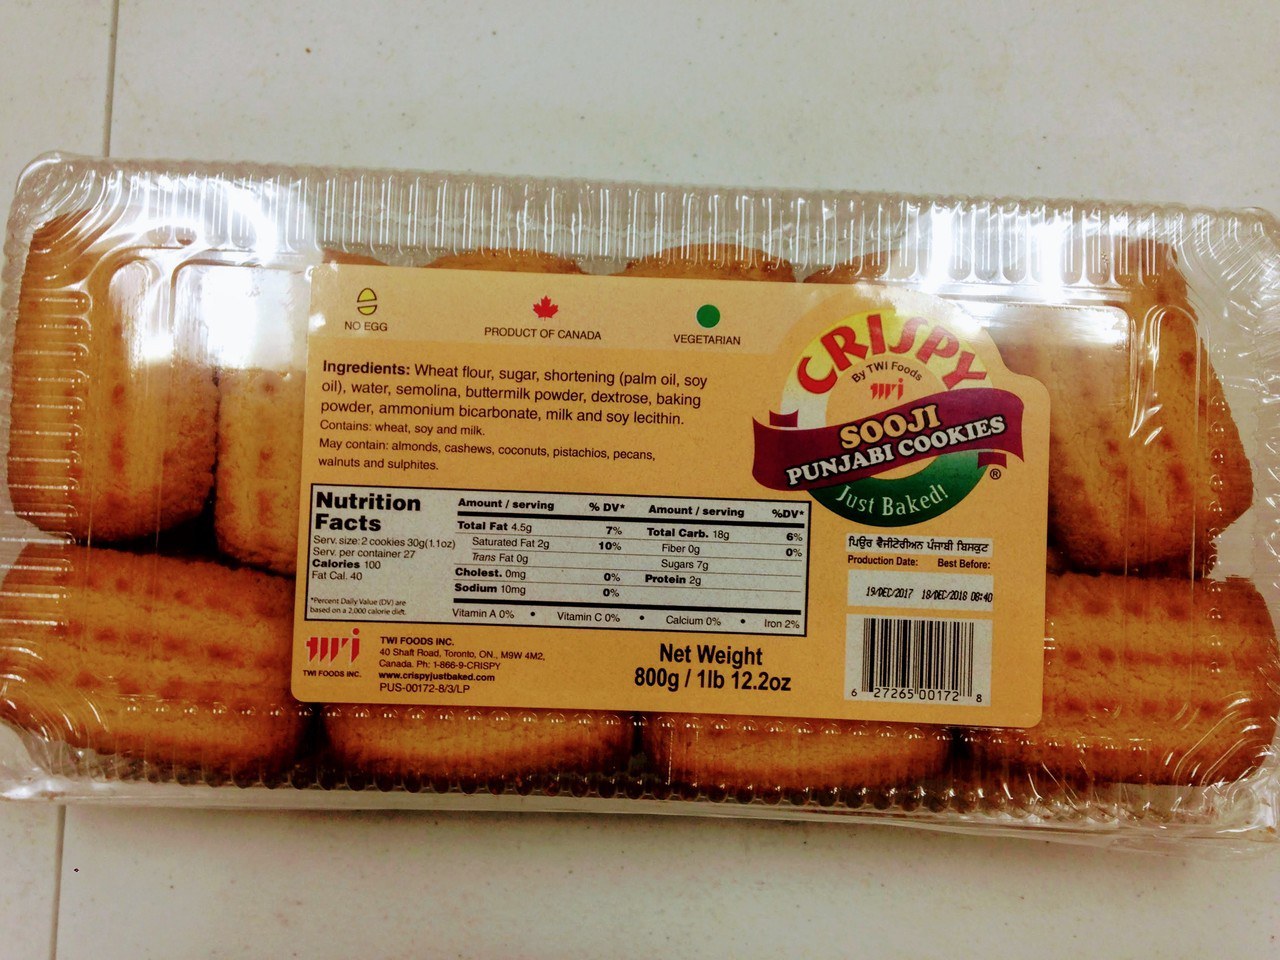 NO EGG
PRODUCT OF CANADA
VEGETARIAN
Ingredients: Wheat flour, sugar, shortening (palm oil, soy
oil), water, semolina, buttermilk powder, dextrose, baking
powder, ammonium bicarbonate, milk and soy lecithin.
Contains: wheat, soy and milk.
May contain: almonds, cashews, coconuts, pistachios, pecans,
walnuts and sulphites.
CRISPY
By TWI Foods
twi
SOOJI
PUNJABI COOKIES
®
Just Baked!
Nutrition
Facts
Serv. size: 2 cookies 30g(1.1oz)
Serv. per container 27
Calories 100
Fat Cal. 40
*Percent Daily Value (DV) are
based on a 2,000 calorie diet.
Amount / serving % DV* Amount / serving %DV*
Total Fat 4.5g 7% Total Carb. 18g 6%
Saturated Fat 2g 10% Fiber 0g 0%
Trans Fat 0g Sugars 7g
Cholest. 0mg 0% Protein 2g
Sodium 10mg 0%
Vitamin A 0% • Vitamin C 0% • Calcium 0% • Iron 2%
ਪਿਉਰ ਵੈਜੀਟੇਰੀਅਨ ਪੰਜਾਬੀ ਬਿਸਕੁਟ
Production Date: Best Before:
19/DEC/2017 18/DEC/2018 08:40
6 27265 00172 8
twi
TWI FOODS INC.
TWI FOODS INC.
40 Shaft Road, Toronto, ON., M9W 4M2,
Canada. Ph: 1-866-9-CRISPY
www.crispyjustbaked.com
PUS-00172-8/3/LP
Net Weight
800g / 1lb 12.2oz